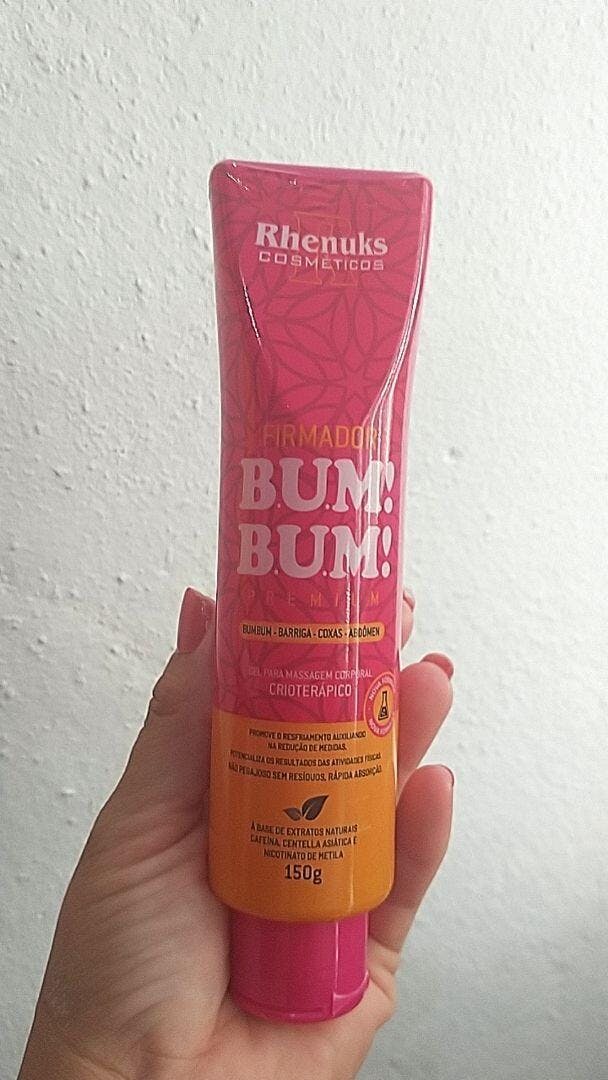 Rhenuks
COSMÉTICOS
FIRMADOR
B.U.M!
B.U.M!
PREMIUM
BUMBUM - BARRIGA - COXAS - ABDÔMEN
GEL PARA MASSAGEM CORPORAL
CRIOTERÁPICO
NOVA
PROMOVE O RESFRIAMENTO AUXILIANDO
NA REDUÇÃO DE MEDIDAS.
POTENCIALIZA OS RESULTADOS DAS ATIVIDADES FÍSICAS.
NÃO PEGAJOSO SEM RESÍDUOS, RÁPIDA ABSORÇÃO.
À BASE DE EXTRATOS NATURAIS
CAFEÍNA, CENTELLA ASIÁTICA E
NICOTINATO DE METILA
150g